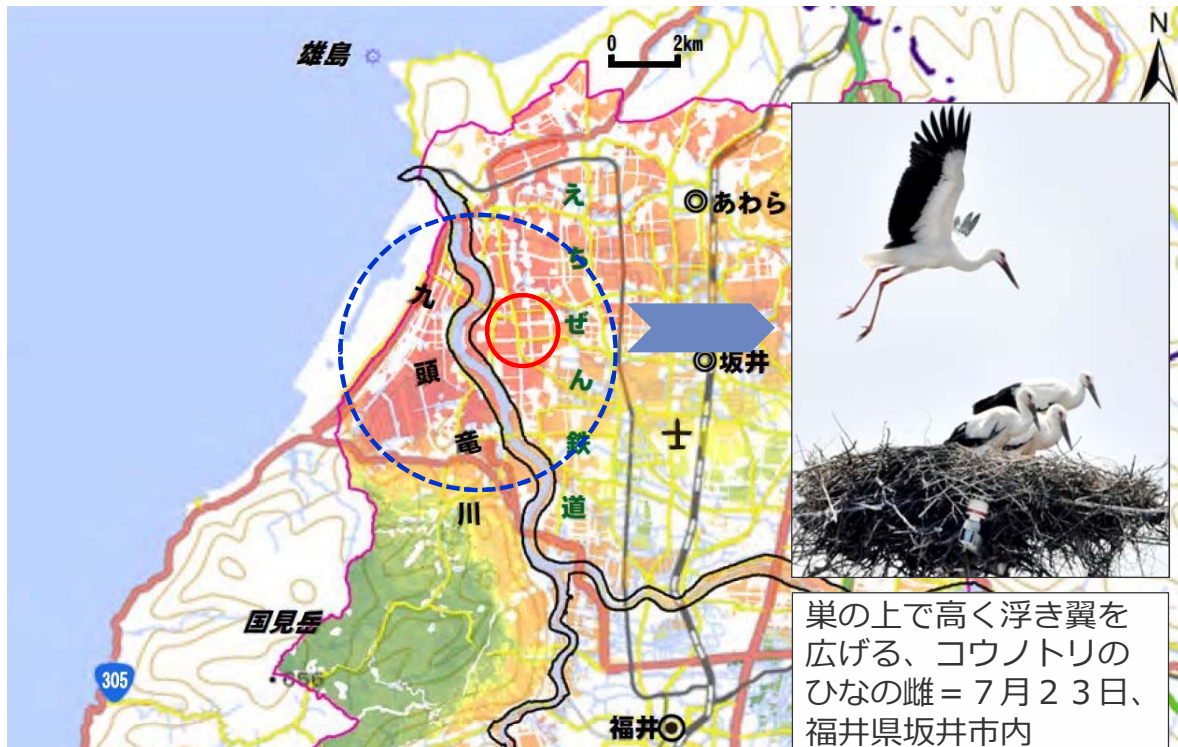 雄島
0 2km
N
あわら
えちぜん鉄道
九頭竜川
坂井
国見岳
305
656
福井
巣の上で高く浮き翼を
広げる、コウノトリの
ひなの雌＝７月２３日、
福井県坂井市内